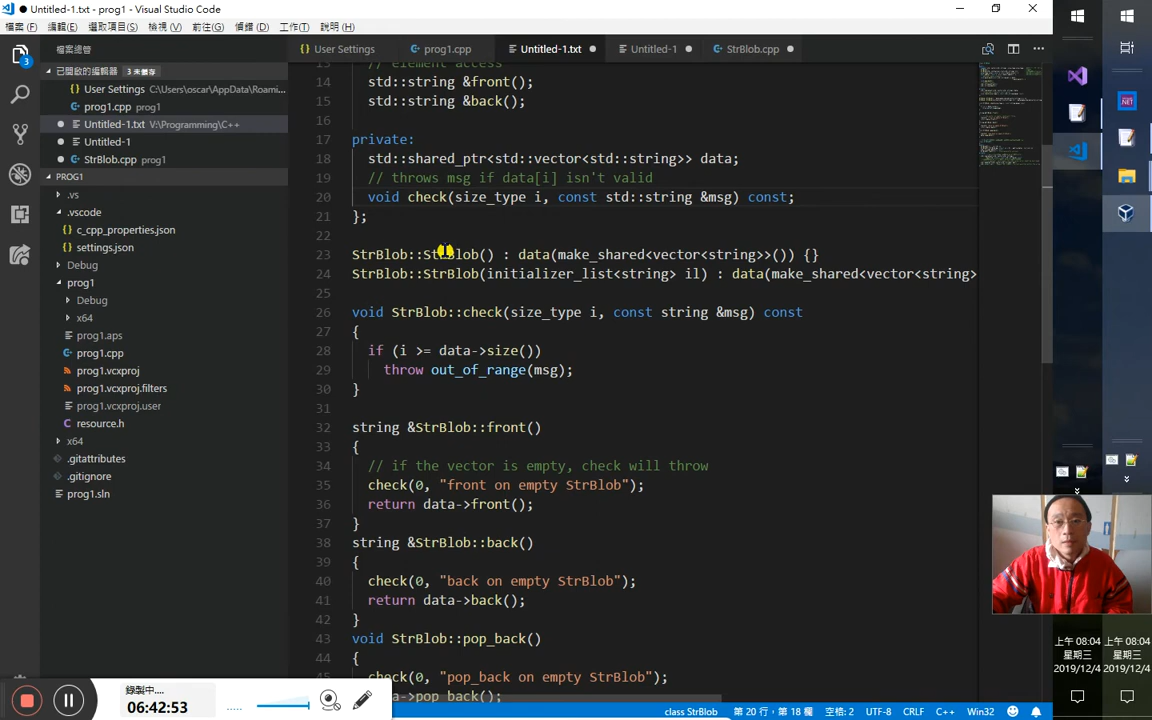 ● Untitled-1.txt - prog1 - Visual Studio Code
檔案 (F) 編輯(E) 選取項目(S) 檢視 (V) 前往(G) 偵錯 (D) 工作(T) 說明 (H)
檔案總管
已開啟的編輯器 3 未儲存
{} User Settings C:\Users\oscar\AppData\Roami...
prog1.cpp prog1
● Untitled-1.txt V:\Programming\C++
● Untitled-1
● StrBlob.cpp prog1
PROG1
.vs
.vscode
c_cpp_properties.json
settings.json
Debug
prog1
Debug
x64
prog1.aps
prog1.cpp
prog1.vcxproj
prog1.vcxproj.filters
prog1.vcxproj.user
resource.h
x64
.gitattributes
.gitignore
prog1.sln
3
{} User Settings prog1.cpp Untitled-1.txt ● Untitled-1 ● StrBlob.cpp ●
13 // element access
14 std::string &front();
15 std::string &back();
16
17 private:
18 std::shared_ptr<std::vector<std::string>> data;
19 // throws msg if data[i] isn't valid
20 void check(size_type i, const std::string &msg) const;
21 };
22
23 StrBlob::StrBlob() : data(make_shared<vector<string>>()) {}
24 StrBlob::StrBlob(initializer_list<string> il) : data(make_shared<vector<string>
25
26 void StrBlob::check(size_type i, const string &msg) const
27 {
28 if (i >= data->size())
29 throw out_of_range(msg);
30 }
31
32 string &StrBlob::front()
33 {
34 // if the vector is empty, check will throw
35 check(0, "front on empty StrBlob");
36 return data->front();
37 }
38 string &StrBlob::back()
39 {
40 check(0, "back on empty StrBlob");
41 return data->back();
42 }
43 void StrBlob::pop_back()
44 {
45 check(0, "pop_back on empty StrBlob");
a->pop_back();
錄製中....
06:42:53
class StrBlob 第 20 行，第 18 欄 空格: 2 UTF-8 CRLF C++ Win32
上午 08:04
星期三
2019/12/4
上午 08:04
星期三
2019/12/4